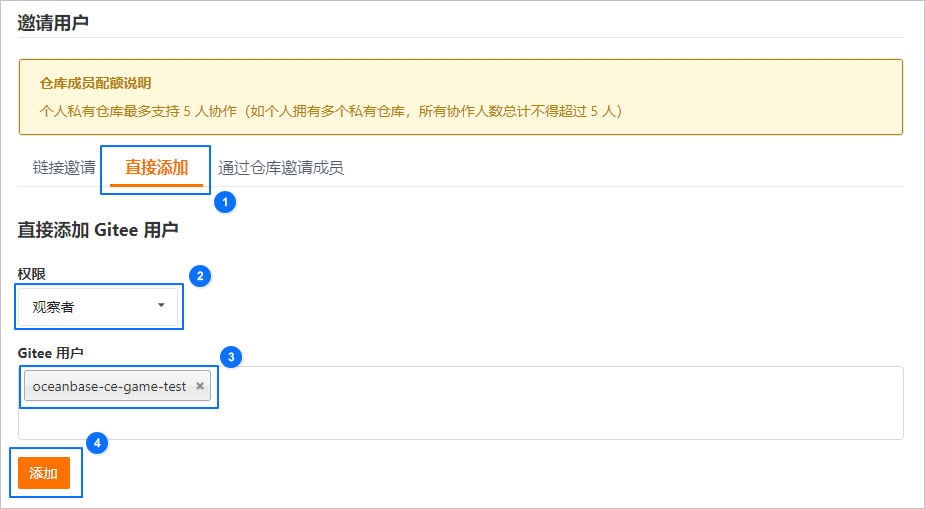 邀请用户
仓库成员配额说明
个人私有仓库最多支持 5 人协作（如个人拥有多个私有仓库，所有协作人数总计不得超过 5 人）
链接邀请 直接添加 通过仓库邀请成员
1
直接添加 Gitee 用户
权限
2
观察者
Gitee 用户
3
oceanbase-ce-game-test ×
4
添加